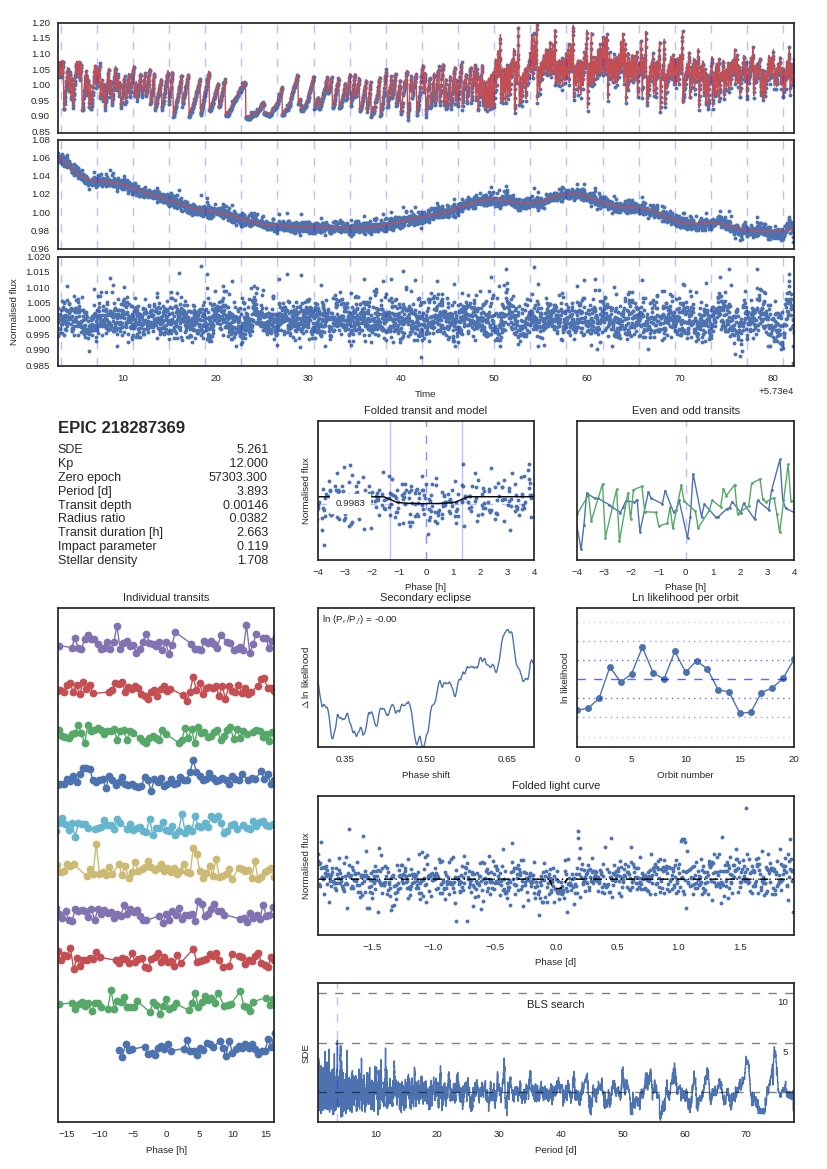 1.20
1.15
1.10
1.05
1.00
0.95
0.90
0.85
1.08
1.06
1.04
1.02
1.00
0.98
0.96
1.020
1.015
1.010
1.005
1.000
0.995
0.990
0.985
Normalised flux
10 20 30 40 50 60 70 80
Time
+5.73e4
EPIC 218287369
SDE 5.261
Kp 12.000
Zero epoch 57303.300
Period [d] 3.893
Transit depth 0.00146
Radius ratio 0.0382
Transit duration [h] 2.663
Impact parameter 0.119
Stellar density 1.708
Folded transit and model
Normalised flux
0.9983
−4 −3 −2 −1 0 1 2 3 4
Phase [h]
Even and odd transits
−4 −3 −2 −1 0 1 2 3 4
Phase [h]
Individual transits
−15 −10 −5 0 5 10 15
Phase [h]
Secondary eclipse
ln (Pₑ/P𝑓) = -0.00
Δ ln likelihood
0.35 0.50 0.65
Phase shift
Ln likelihood per orbit
ln likelihood
0 5 10 15 20
Orbit number
Folded light curve
Normalised flux
−1.5 −1.0 −0.5 0.0 0.5 1.0 1.5
Phase [d]
BLS search
10
5
SDE
10 20 30 40 50 60 70
Period [d]